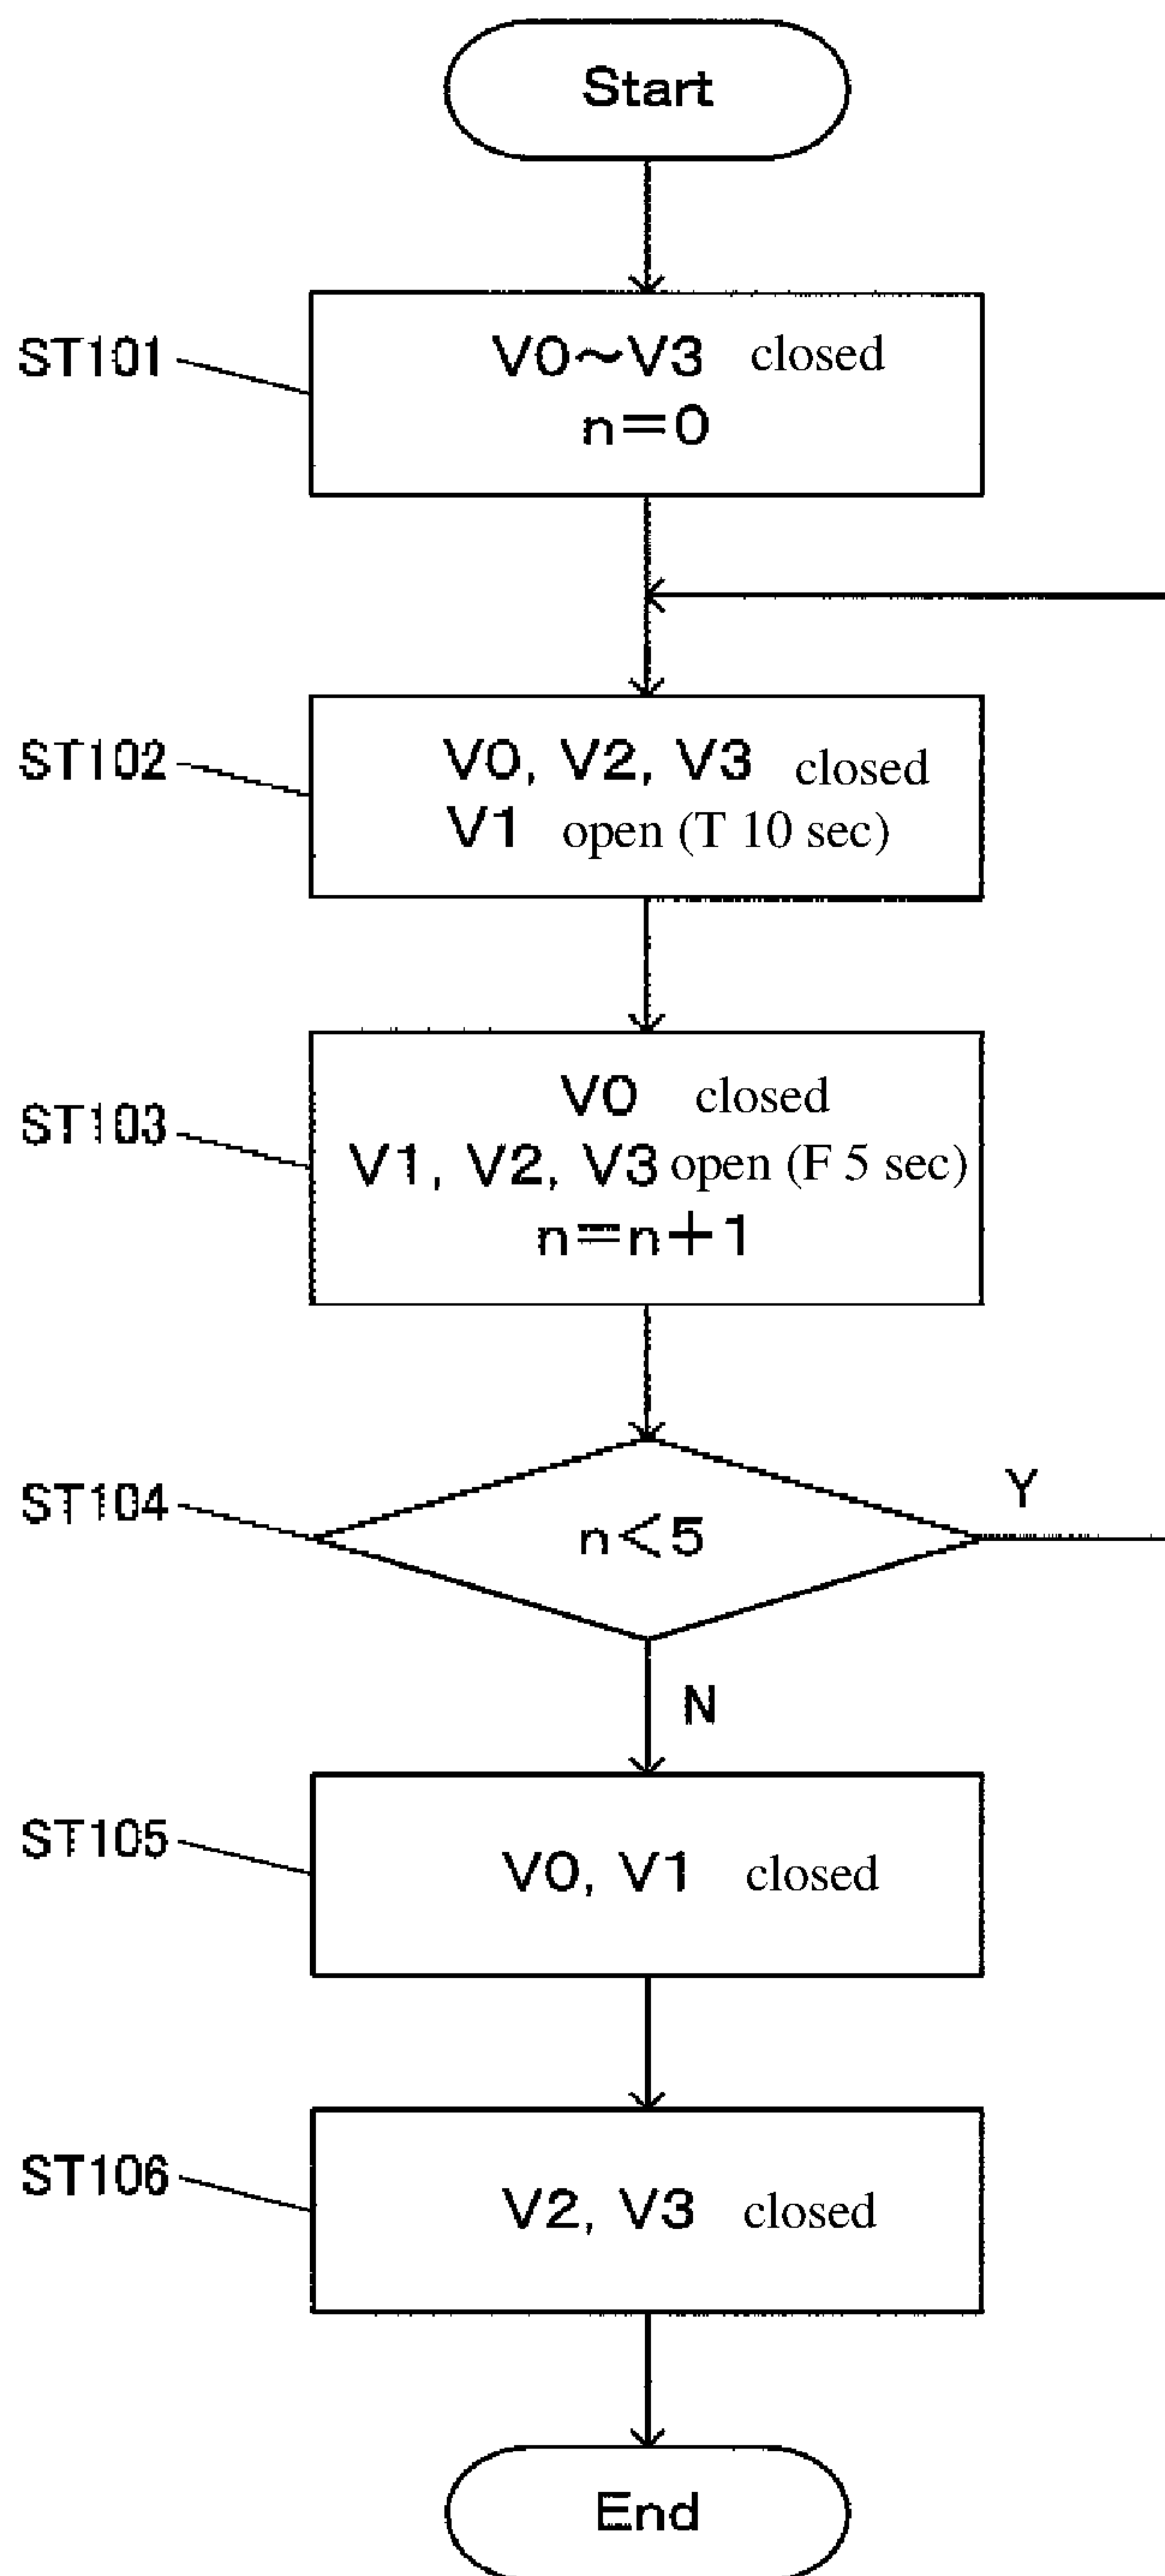 Start
ST101
V0~V3 closed
n=0
ST102
V0, V2, V3 closed
V1 open (T 10 sec)
ST103
V0 closed
V1, V2, V3 open (F 5 sec)
n=n+1
ST104
n<5
Y
N
ST105
V0, V1 closed
ST106
V2, V3 closed
End